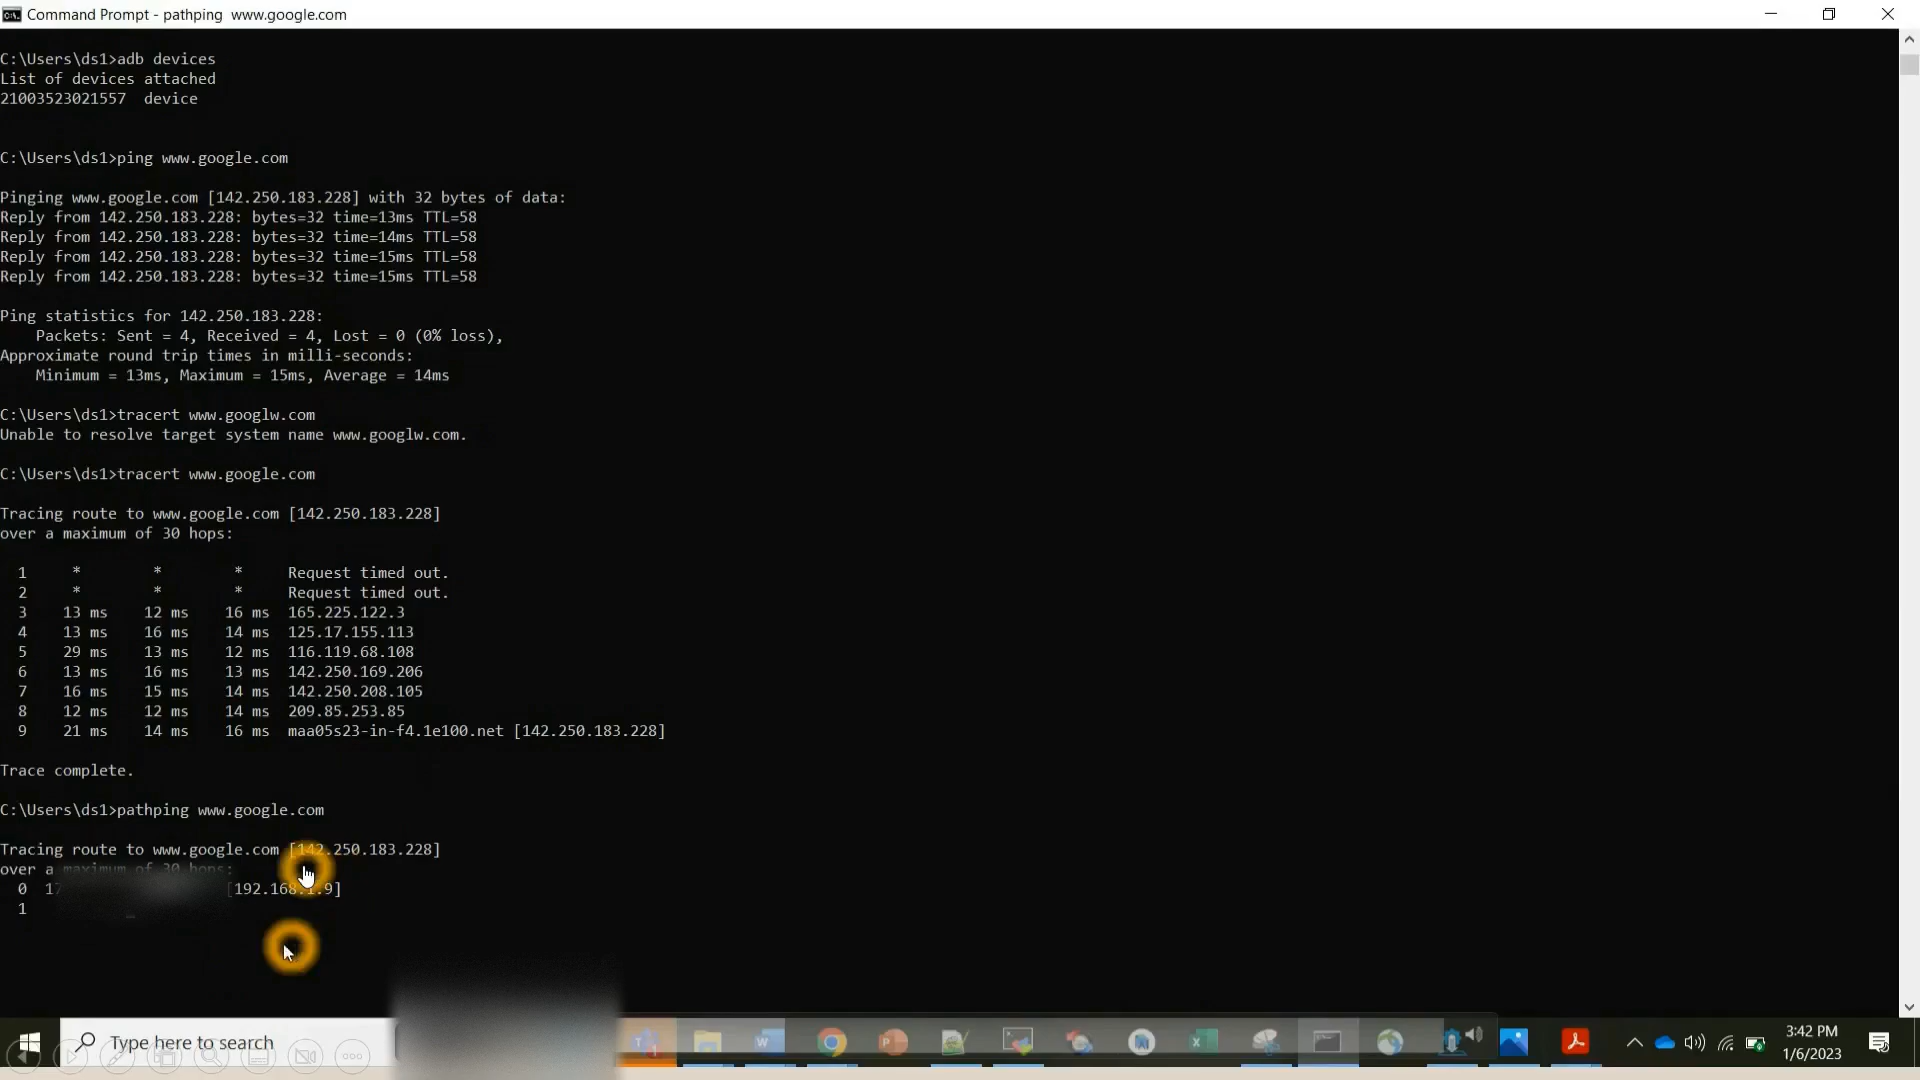 Command Prompt - pathping  www.google.com
C:\Users\ds1>adb devices
List of devices attached
21003523021557  device
C:\Users\ds1>ping www.google.com
Pinging www.google.com [142.250.183.228] with 32 bytes of data:
Reply from 142.250.183.228: bytes=32 time=13ms TTL=58
Reply from 142.250.183.228: bytes=32 time=14ms TTL=58
Reply from 142.250.183.228: bytes=32 time=15ms TTL=58
Reply from 142.250.183.228: bytes=32 time=15ms TTL=58
Ping statistics for 142.250.183.228:
    Packets: Sent = 4, Received = 4, Lost = 0 (0% loss),
Approximate round trip times in milli-seconds:
    Minimum = 13ms, Maximum = 15ms, Average = 14ms
C:\Users\ds1>tracert www.googlw.com
Unable to resolve target system name www.googlw.com.
C:\Users\ds1>tracert www.google.com
Tracing route to www.google.com [142.250.183.228]
over a maximum of 30 hops:
  1     *        *        *     Request timed out.
  2     *        *        *     Request timed out.
  3    13 ms    12 ms    16 ms  165.225.122.3
  4    13 ms    16 ms    14 ms  125.17.155.113
  5    29 ms    13 ms    12 ms  116.119.68.108
  6    13 ms    16 ms    13 ms  142.250.169.206
  7    16 ms    15 ms    14 ms  142.250.208.105
  8    12 ms    12 ms    14 ms  209.85.253.85
  9    21 ms    14 ms    16 ms  maa05s23-in-f4.1e100.net [142.250.183.228]
Trace complete.
C:\Users\ds1>pathping www.google.com
Tracing route to www.google.com [142.250.183.228]
over a maximum of 30 hops:
  0  [192.168.1.9]
  1
Type here to search
3:42 PM
1/6/2023